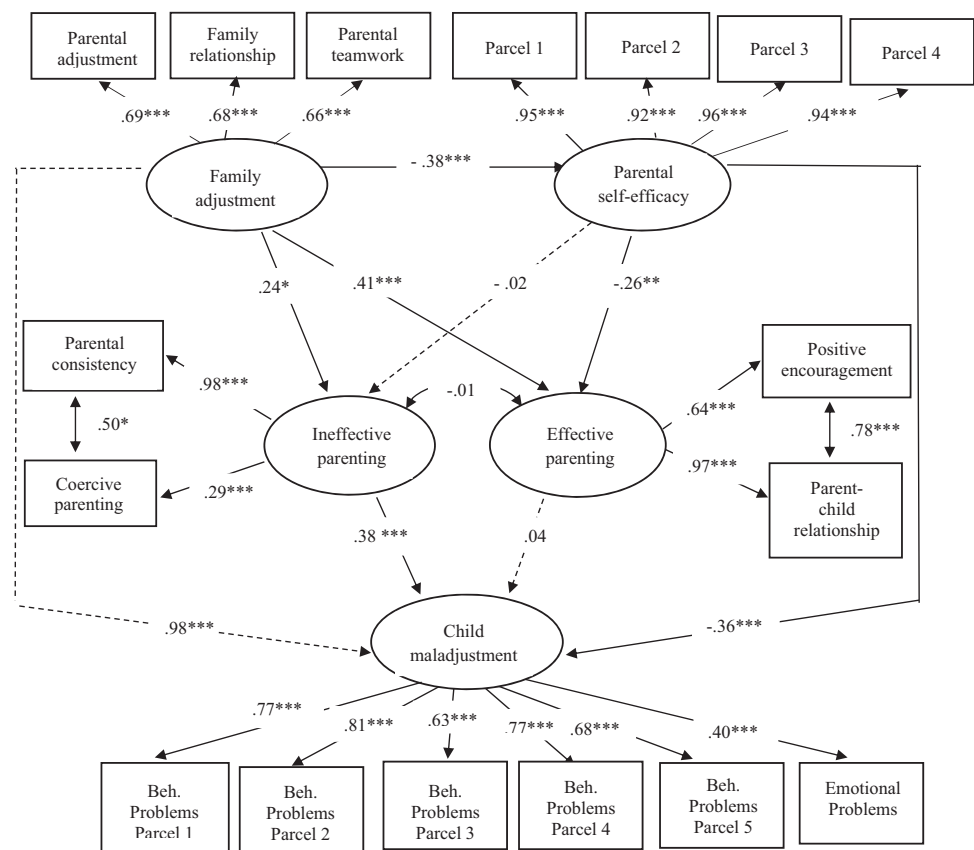 Parental
adjustment
Family
relationship
Parental
teamwork
Parcel 1
Parcel 2
Parcel 3
Parcel 4
.69***
.68***
.66***
.95***
.92***
.96***
.94***
Family
adjustment
- .38***
Parental
self-efficacy
.24*
.41***
- .02
-.26**
Parental
consistency
.98***
-.01
Positive
encouragement
.64***
.50*
Ineffective
parenting
Effective
parenting
.78***
Coercive
parenting
.29***
.97***
Parent-
child
relationship
.38 ***
.04
.98***
Child
maladjustment
-.36***
.77***
.81***
.63***
.77***
.68***
.40***
Beh.
Problems
Parcel 1
Beh.
Problems
Parcel 2
Beh.
Problems
Parcel 3
Beh.
Problems
Parcel 4
Beh.
Problems
Parcel 5
Emotional
Problems